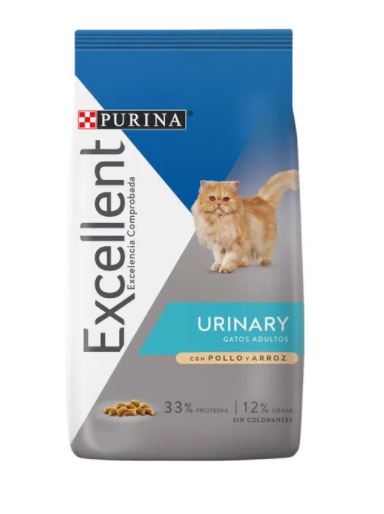 PURINA
Excellent
Excelencia Comprobada
URINARY
GATOS ADULTOS
CON POLLO Y ARROZ
33% PROTEÍNA | 12% GRASA
SIN COLORANTES